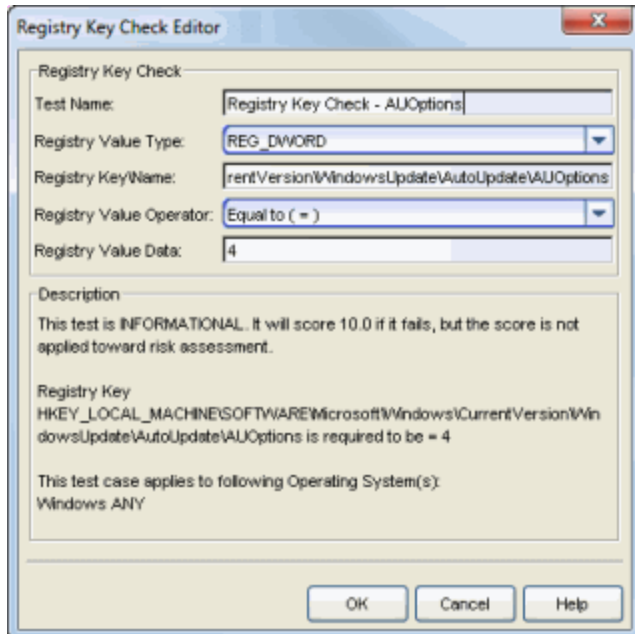 Registry Key Check Editor
Registry Key Check
Test Name: Registry Key Check - AUOptions
Registry Value Type: REG_DWORD
Registry Key\Name: rentVersion\WindowsUpdate\AutoUpdate\AUOptions
Registry Value Operator: Equal to ( = )
Registry Value Data: 4
Description
This test is INFORMATIONAL. It will score 10.0 if it fails, but the score is not
applied toward risk assessment.
Registry Key
HKEY_LOCAL_MACHINE\SOFTWARE\Microsoft\Windows\CurrentVersion\Win
dowsUpdate\AutoUpdate\AUOptions is required to be = 4
This test case applies to following Operating System(s):
Windows ANY
OK Cancel Help